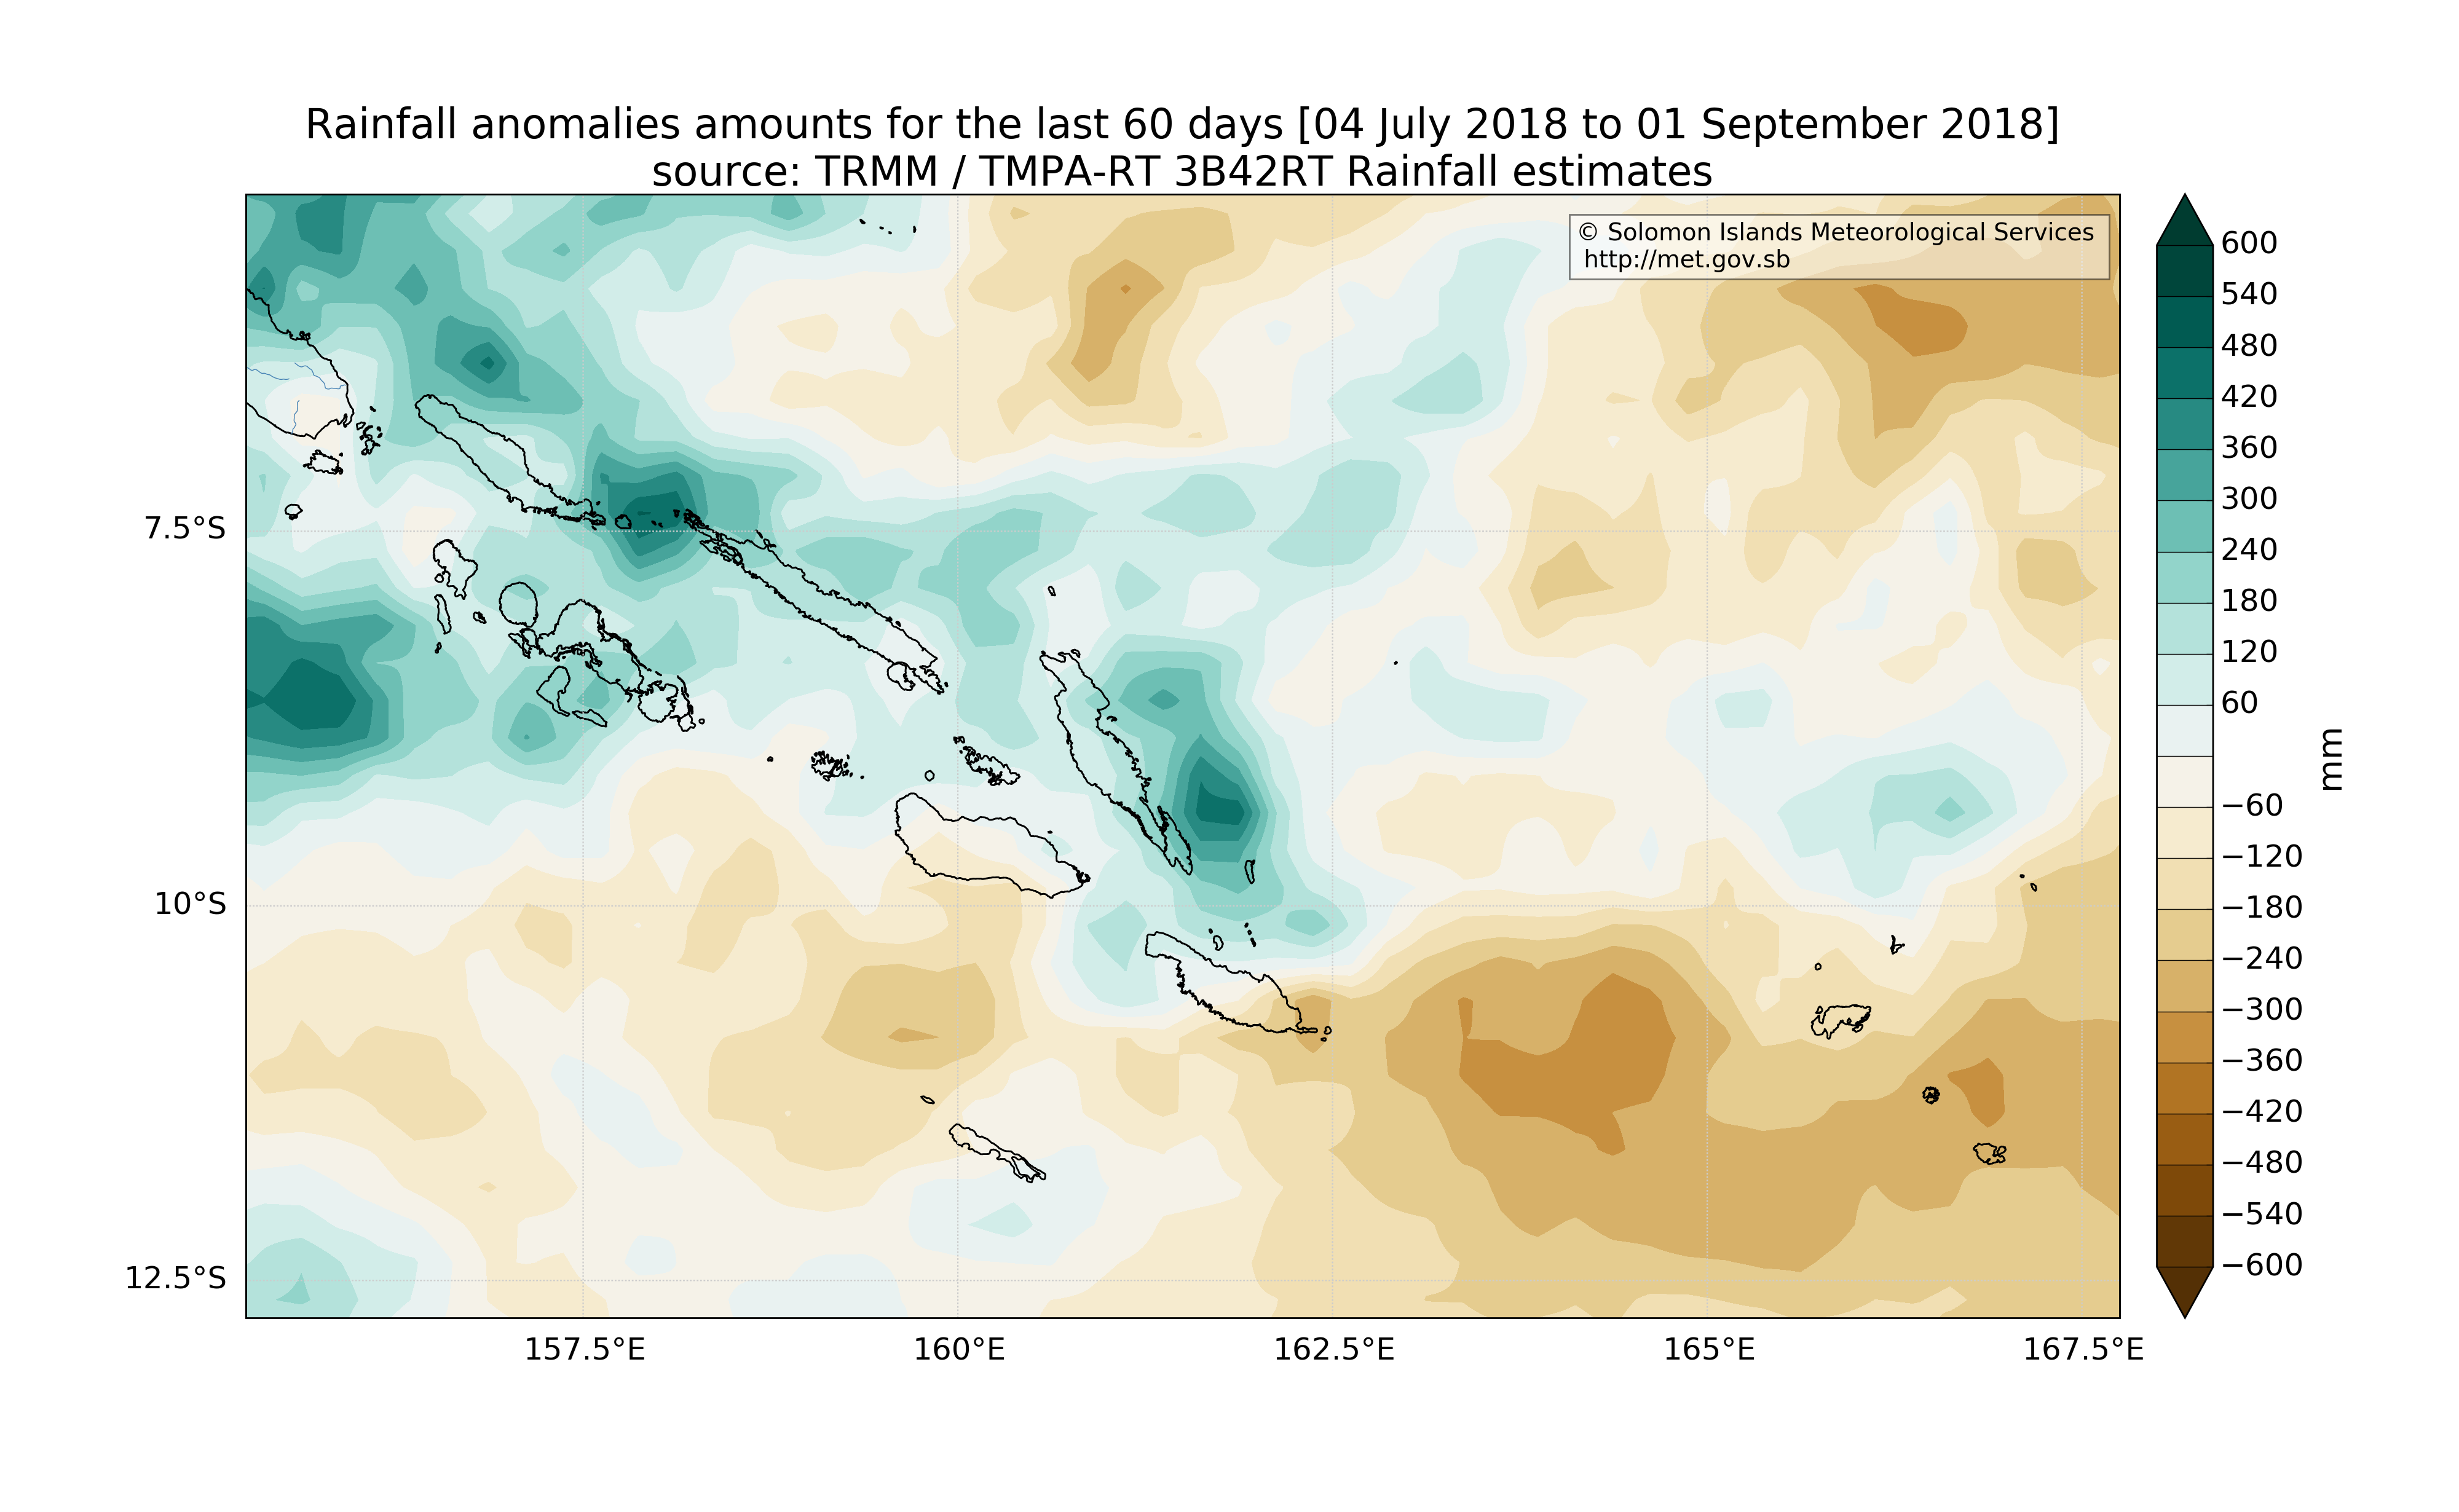 Rainfall anomalies amounts for the last 60 days [04 July 2018 to 01 September 2018]
source: TRMM / TMPA-RT 3B42RT Rainfall estimates
© Solomon Islands Meteorological Services
http://met.gov.sb
7.5°S
10°S
12.5°S
157.5°E
160°E
162.5°E
165°E
167.5°E
600
540
480
420
360
300
240
180
120
60
−60
−120
−180
−240
−300
−360
−420
−480
−540
−600
mm